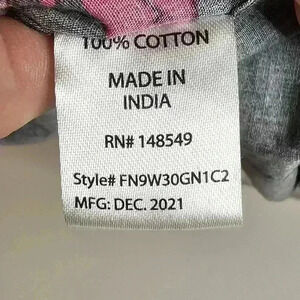 100% COTTON
MADE IN
INDIA
RN# 148549
Style# FN9W30GN1C2
MFG: DEC. 2021